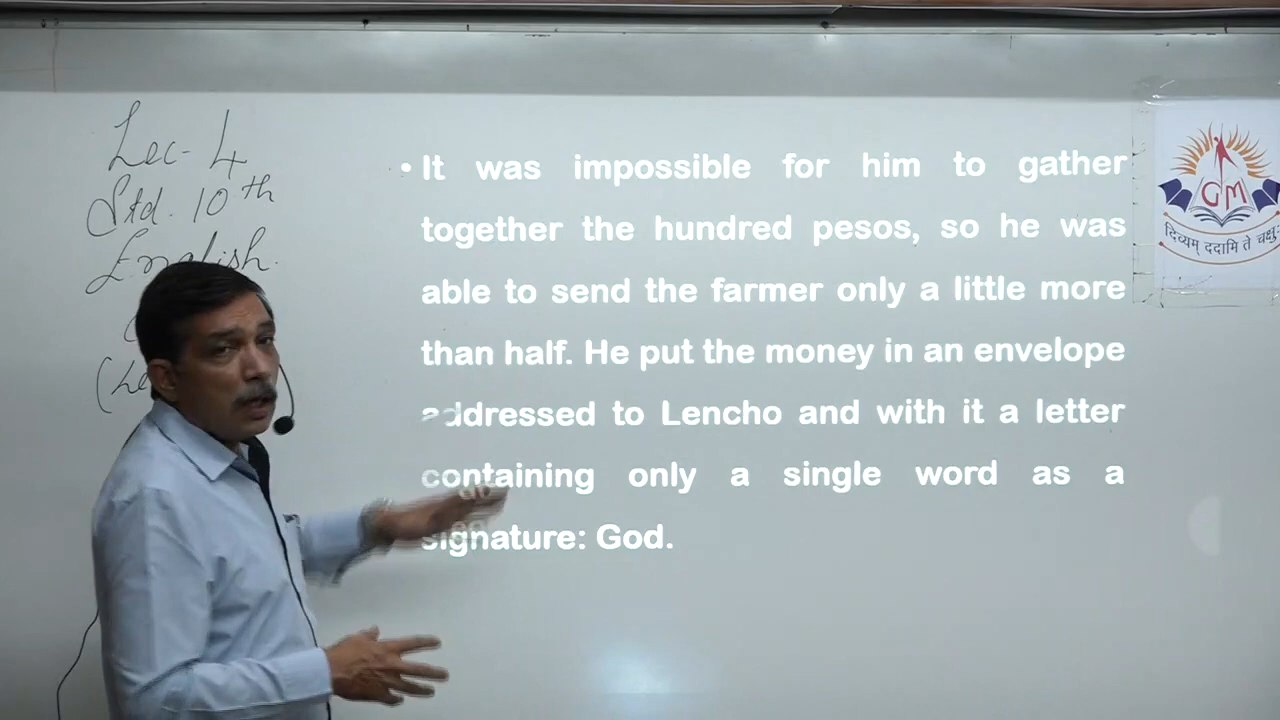 Lec- 4
Std. 10th
English.
• It was impossible for him to gather
together the hundred pesos, so he was
able to send the farmer only a little more
than half. He put the money in an envelope
addressed to Lencho and with it a letter
containing only a single word as a
signature: God.
GM
दिव्यम् ददामि ते चक्षु: